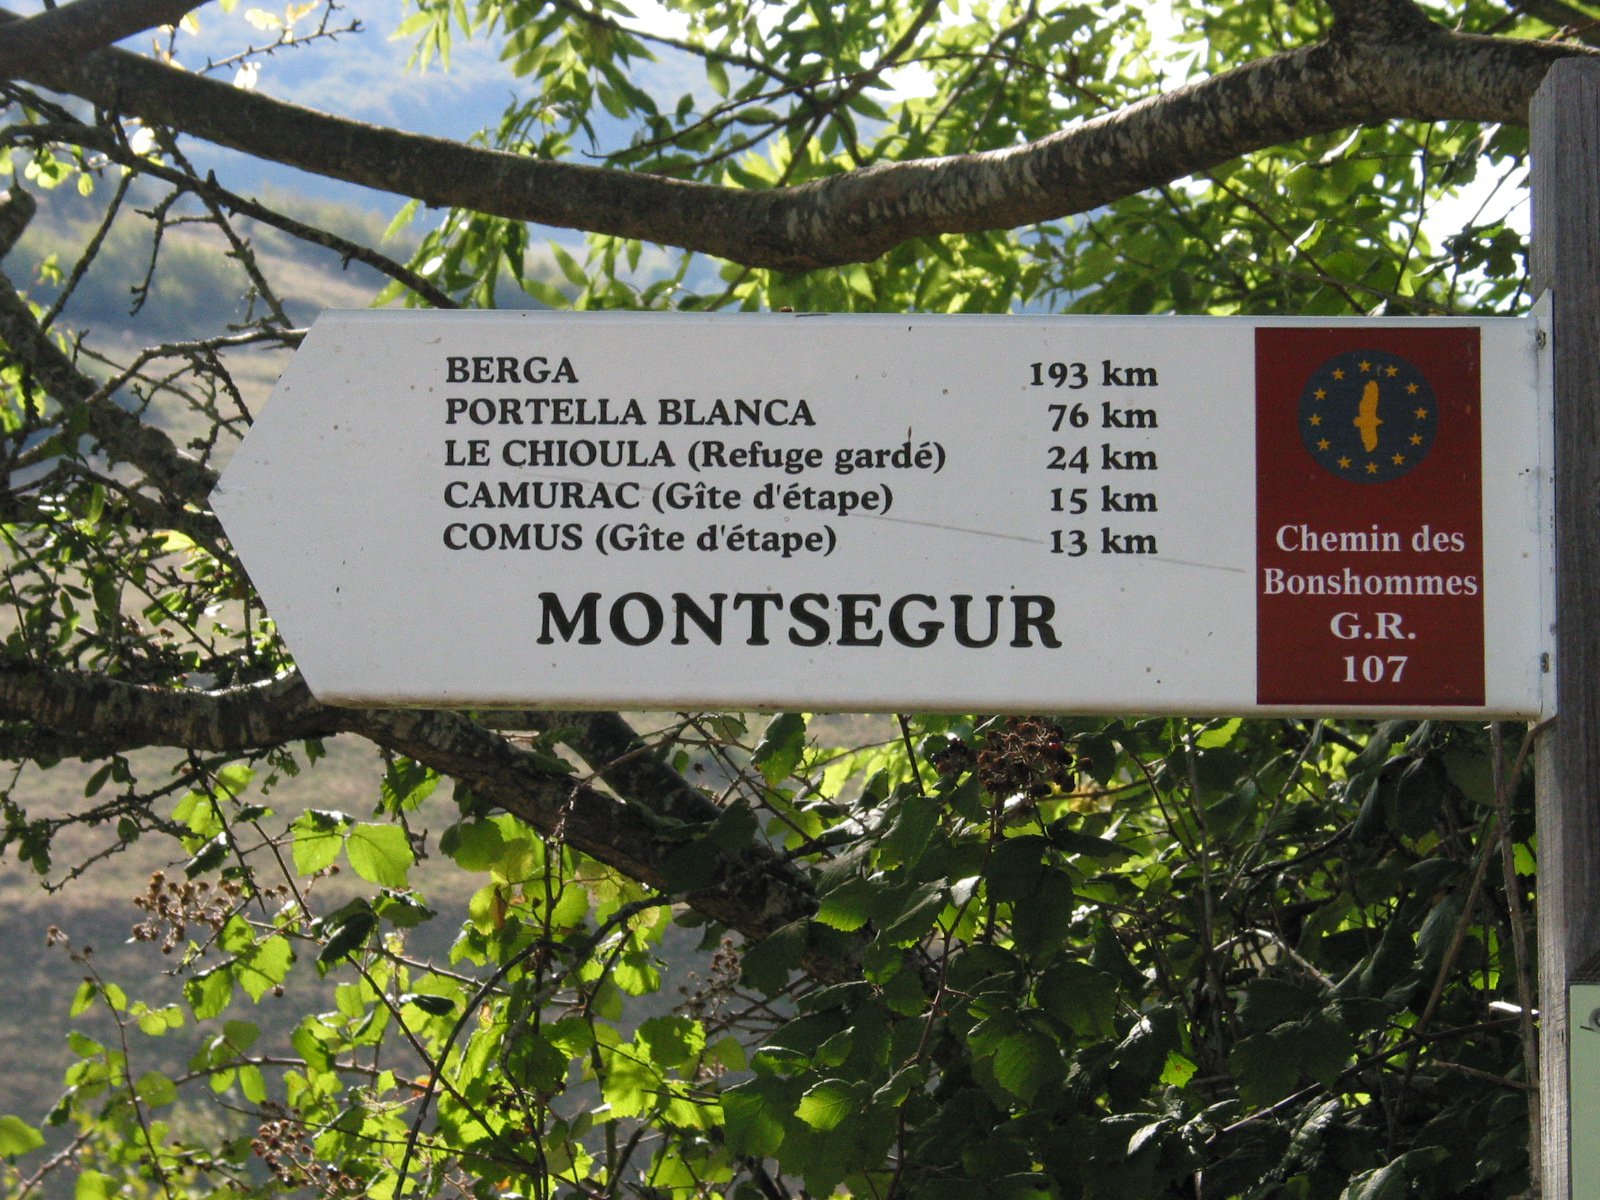 BERGA 193 km
PORTELLA BLANCA 76 km
LE CHIOULA (Refuge gardé) 24 km
CAMURAC (Gîte d'étape) 15 km
COMUS (Gîte d'étape) 13 km
MONTSEGUR
Chemin des
Bonshommes
G.R.
107